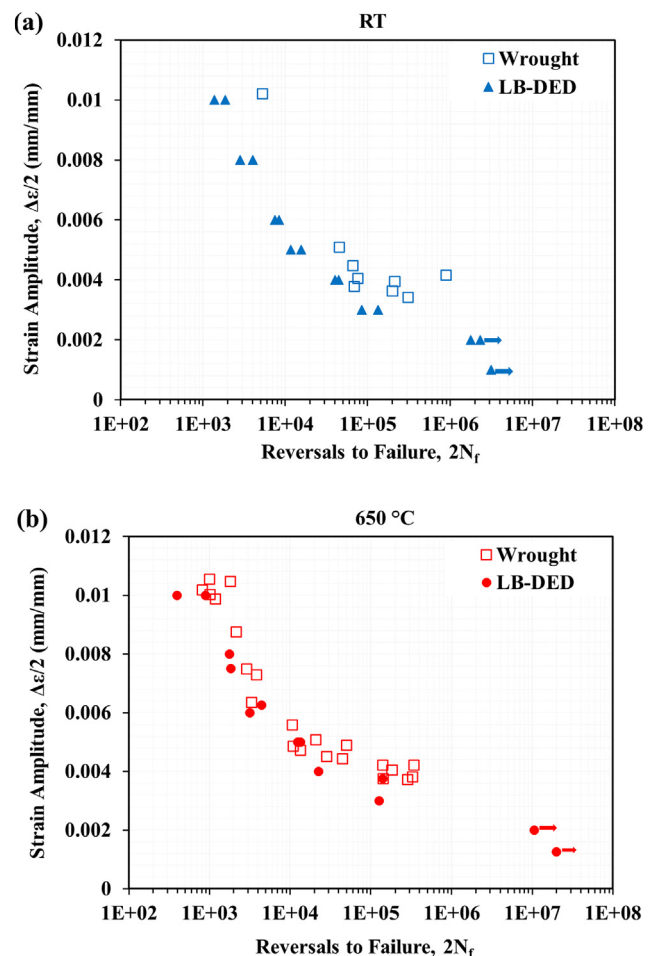 (a)
RT
0.012
0.01
0.008
0.006
0.004
0.002
0
Strain Amplitude, Δε/2 (mm/mm)
Wrought
LB-DED
1E+02 1E+03 1E+04 1E+05 1E+06 1E+07 1E+08
Reversals to Failure, 2Nf
(b)
650 °C
0.012
0.01
0.008
0.006
0.004
0.002
0
Strain Amplitude, Δε/2 (mm/mm)
Wrought
LB-DED
1E+02 1E+03 1E+04 1E+05 1E+06 1E+07 1E+08
Reversals to Failure, 2Nf